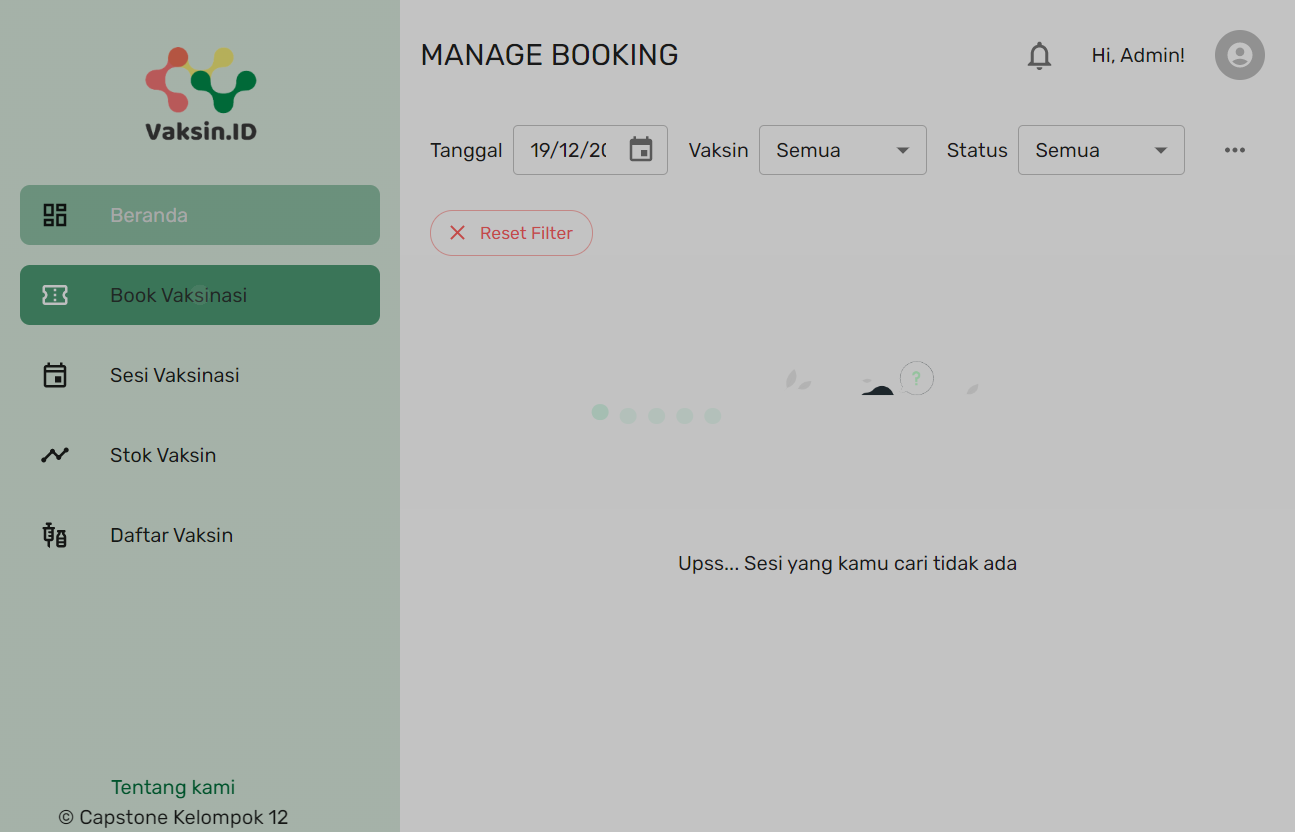 Vaksin.ID
Beranda
Book Vaksinasi
Sesi Vaksinasi
Stok Vaksin
Daftar Vaksin
Tentang kami
© Capstone Kelompok 12
MANAGE BOOKING
Hi, Admin!
Tanggal 19/12/20 Vaksin Semua Status Semua
Reset Filter
?
Upss... Sesi yang kamu cari tidak ada